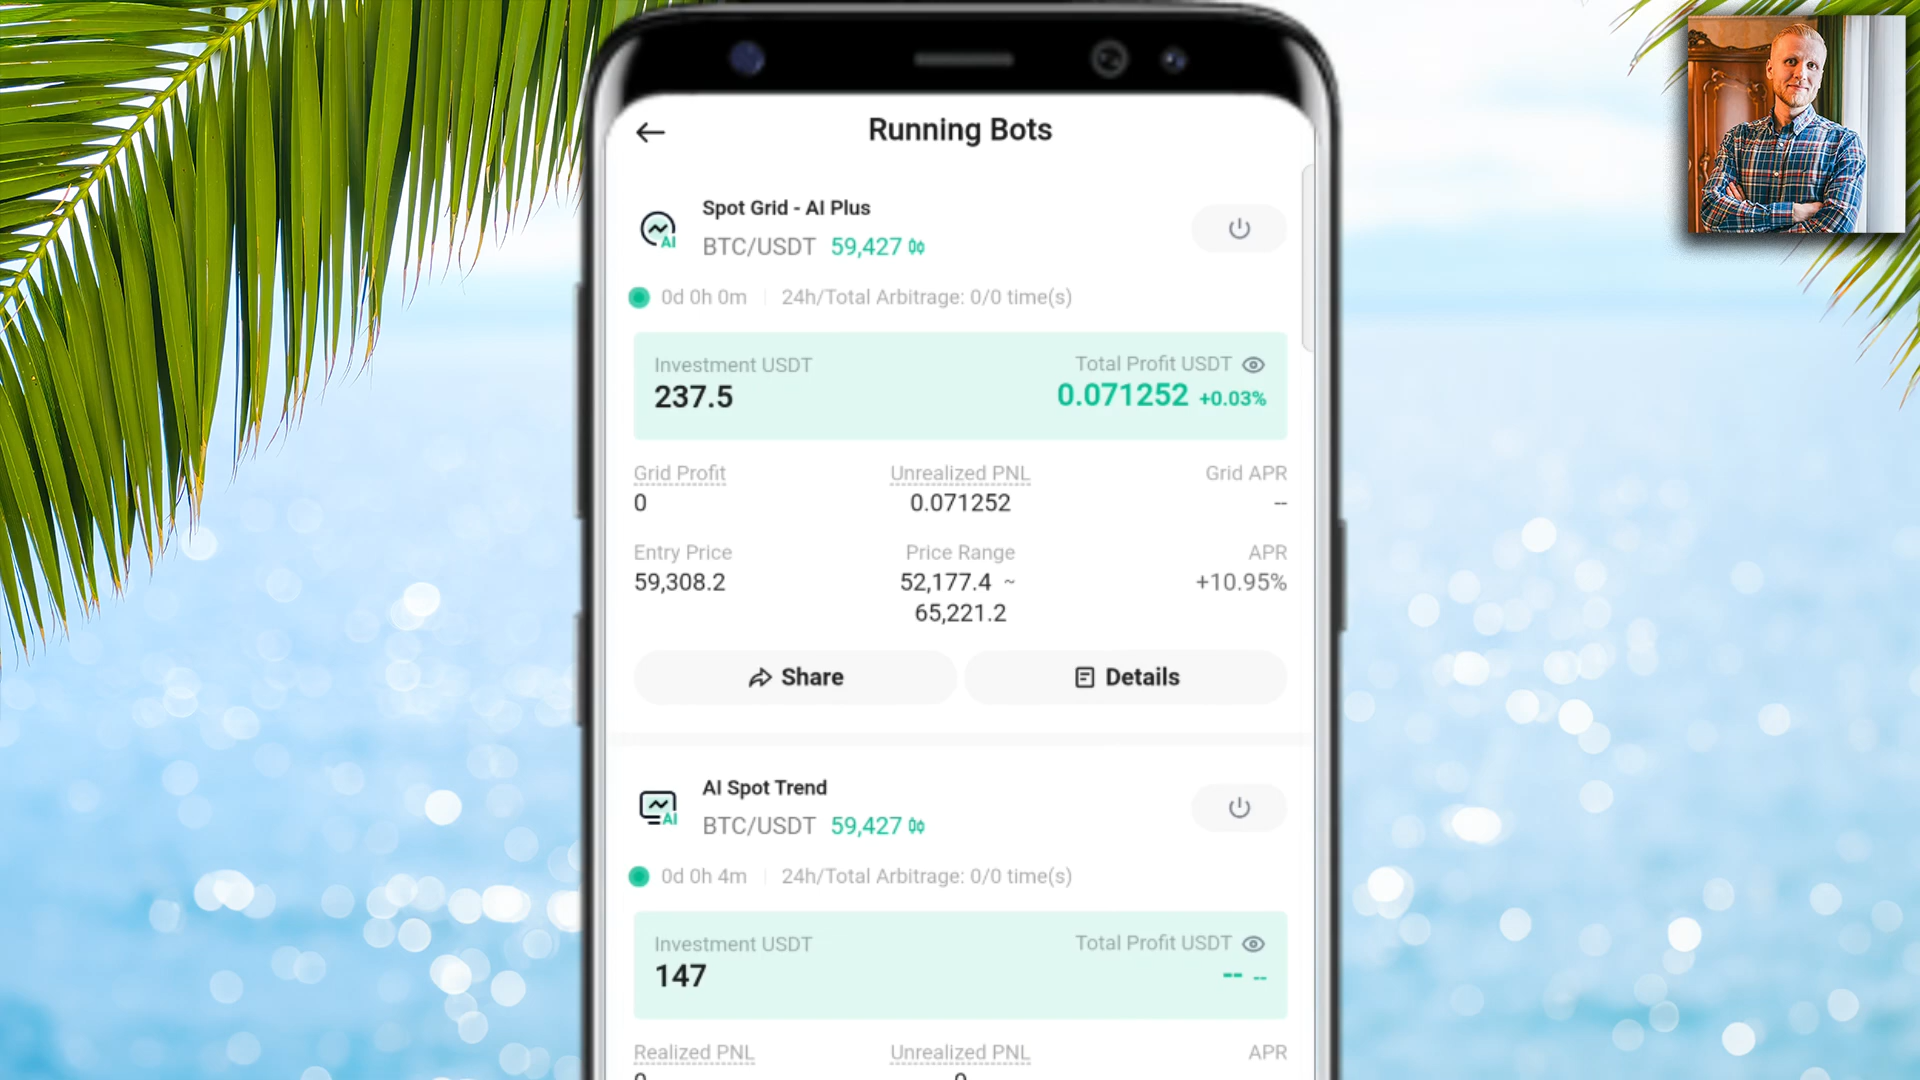 Running Bots
Spot Grid - AI Plus
BTC/USDT 59,427
AI
0d 0h 0m 24h/Total Arbitrage: 0/0 time(s)
Investment USDT Total Profit USDT
237.5 0.071252 +0.03%
Grid Profit Unrealized PNL Grid APR
0 0.071252 --
Entry Price Price Range APR
59,308.2 52,177.4 ~ +10.95%
65,221.2
Share Details
AI Spot Trend
BTC/USDT 59,427
AI
0d 0h 4m 24h/Total Arbitrage: 0/0 time(s)
Investment USDT Total Profit USDT
147 -- --
Realized PNL Unrealized PNL APR
0 0